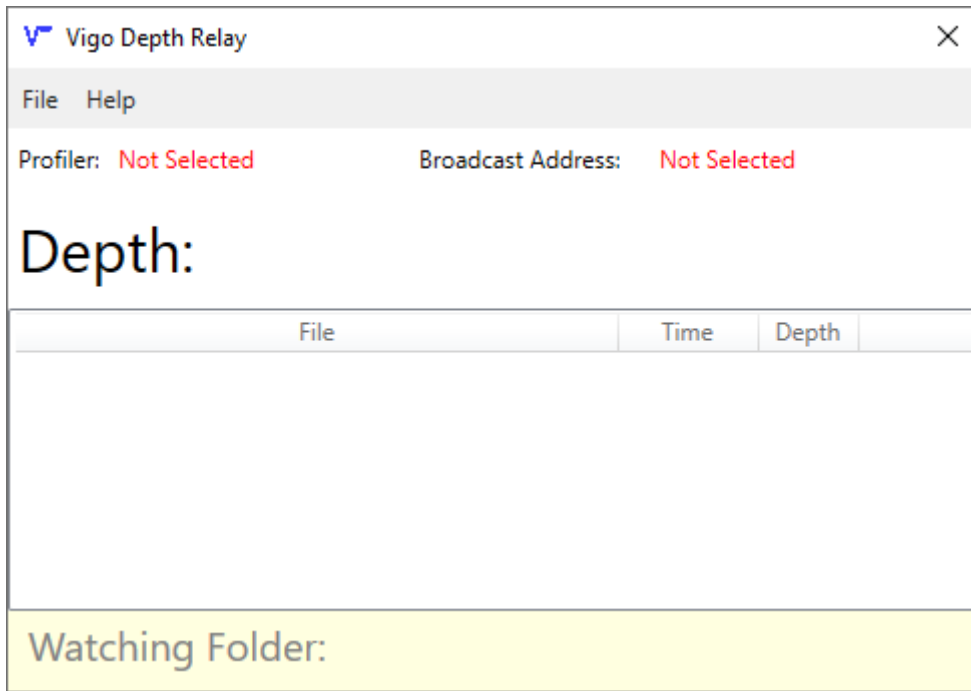 Vigo Depth Relay
File Help
Profiler: Not Selected Broadcast Address: Not Selected
Depth:
File Time Depth
Watching Folder: